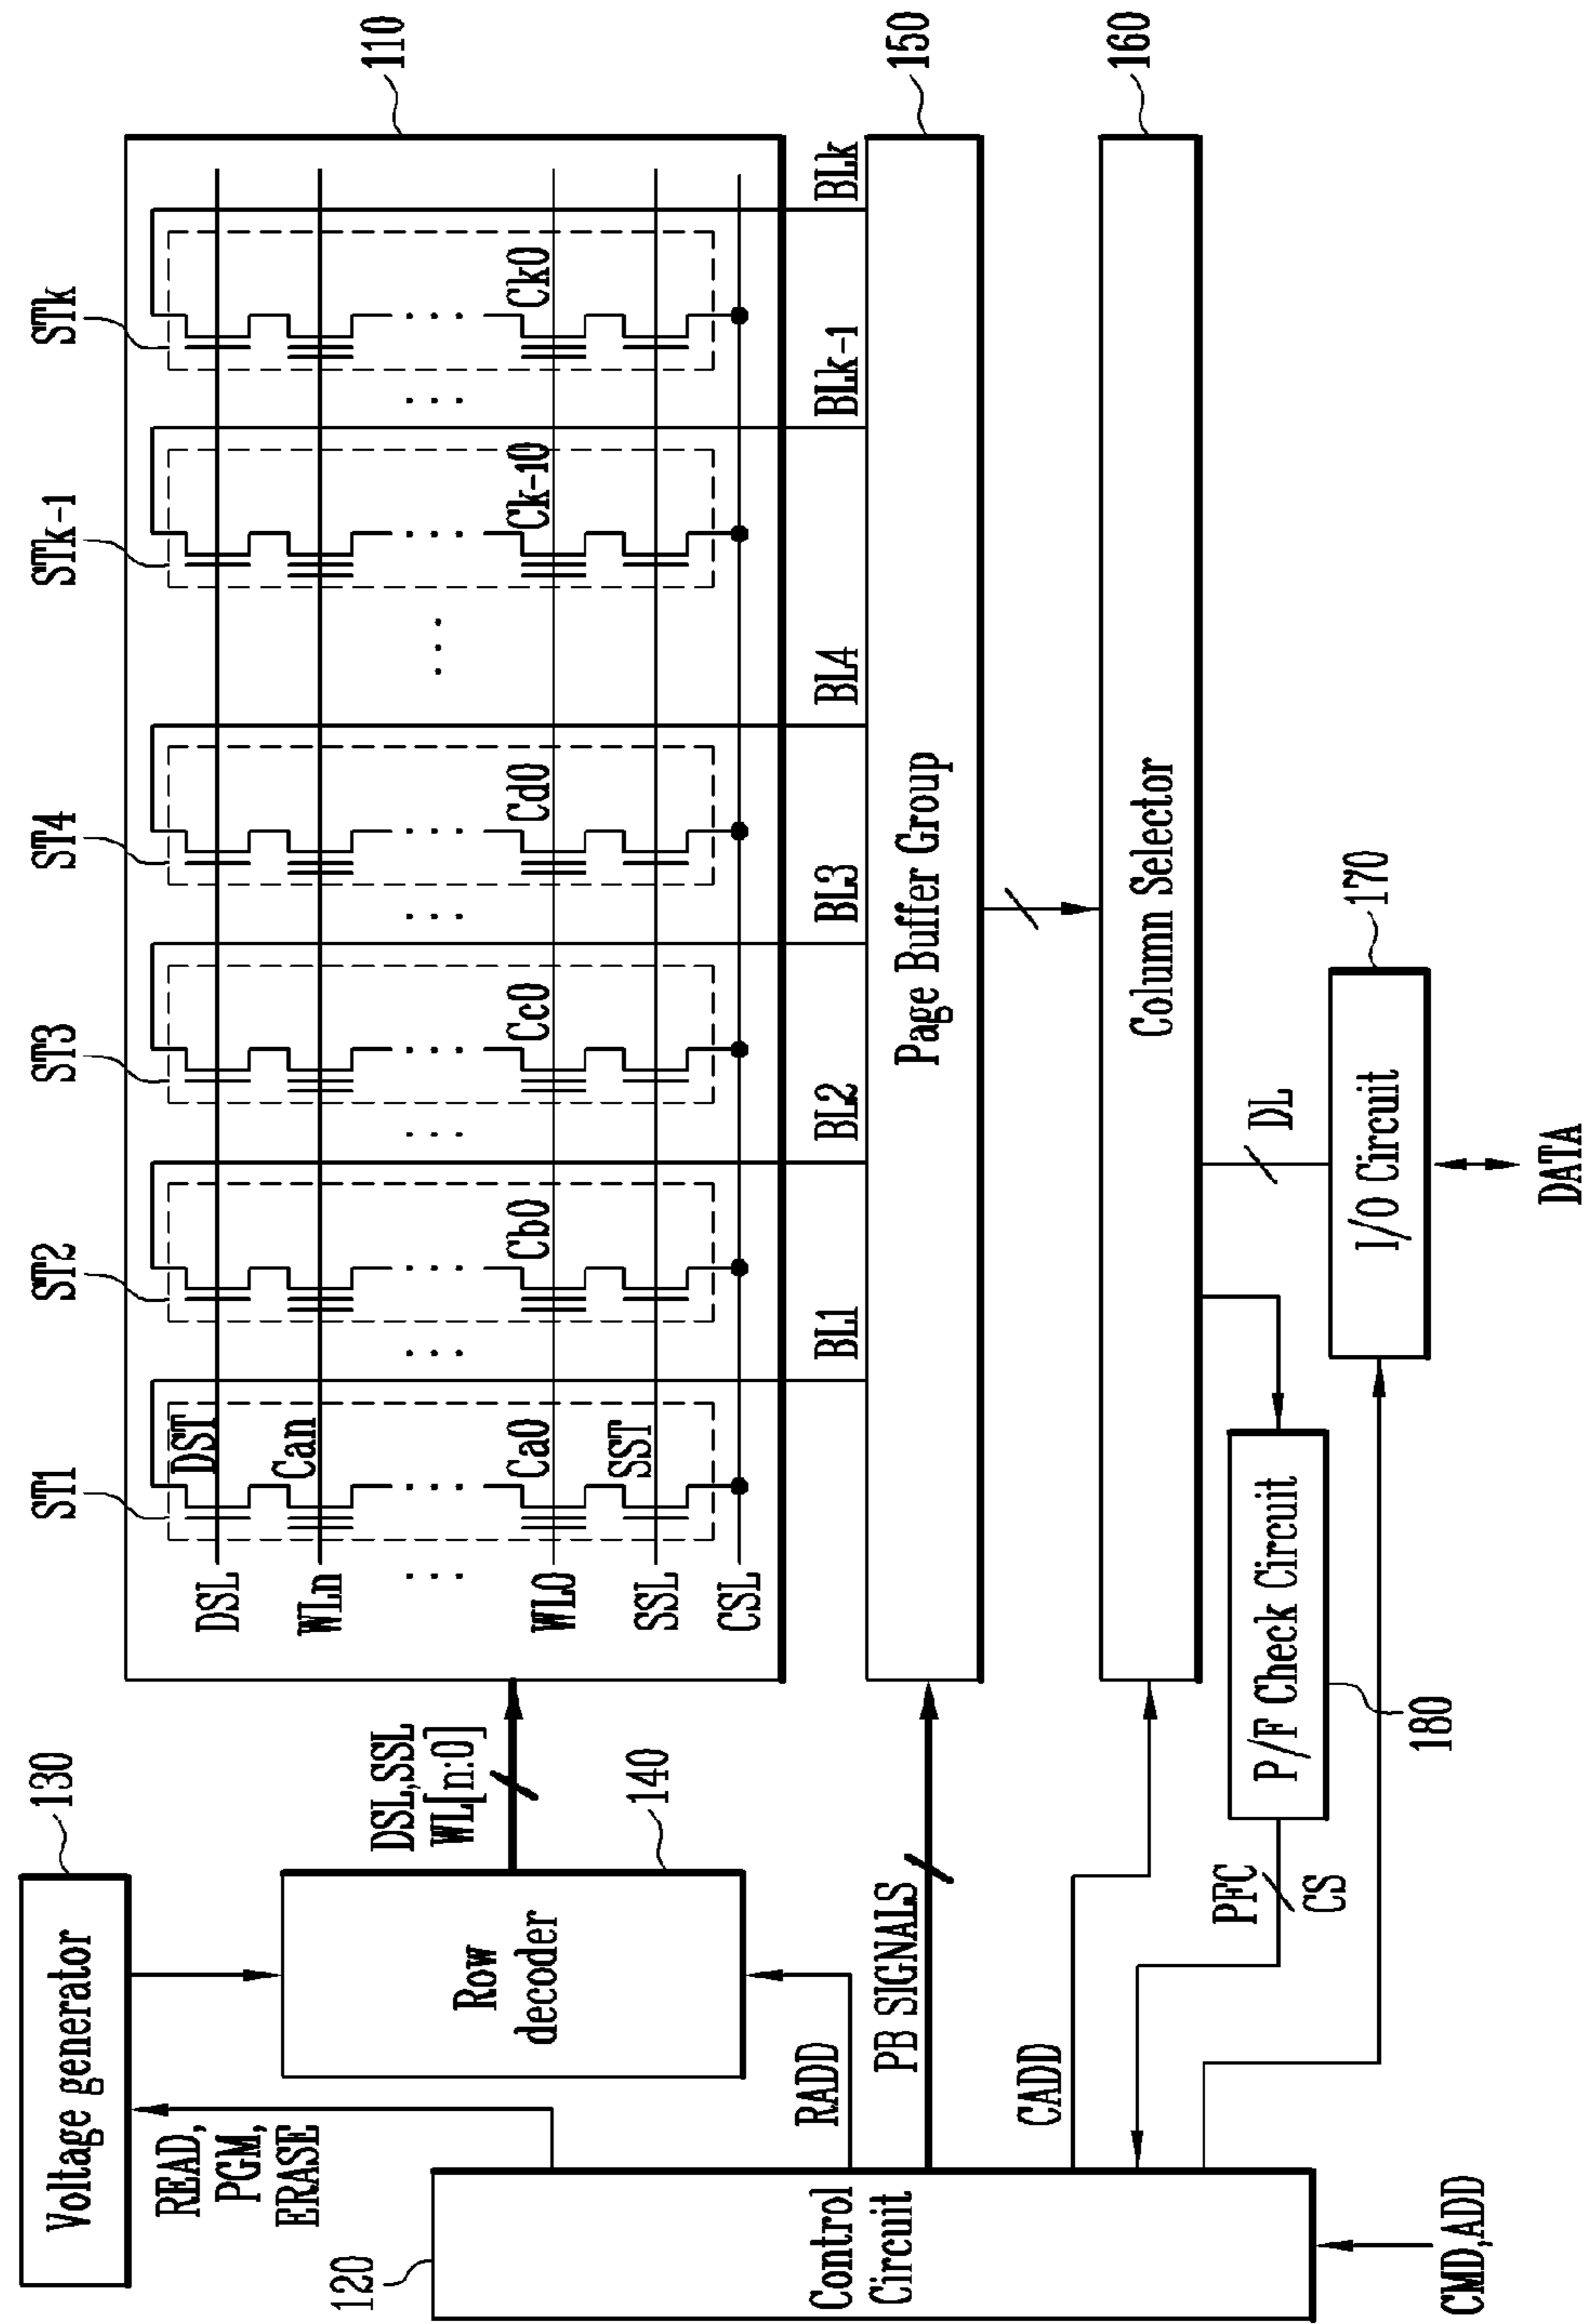 130
Voltage generator
READ,
PGM,
ERASE
120
Control
Circuit
CMD,ADD
Row
decoder
140
RADD
PB SIGNALS
CADD
PFC
CS
DSL,SSL
WL[n:0]
110
ST1
ST2
ST3
ST4
STk-1
STk
DSL
WLn
WL0
SSL
CSL
DST
Can
Ca0
SST
Cb0
Cc0
Cd0
Ck-10
Ck0
BL1
BL2
BL3
BL4
BLk-1
BLk
Page Buffer Group
150
Column Selector
160
P/F Check Circuit
180
DL
I/O Circuit
170
DATA